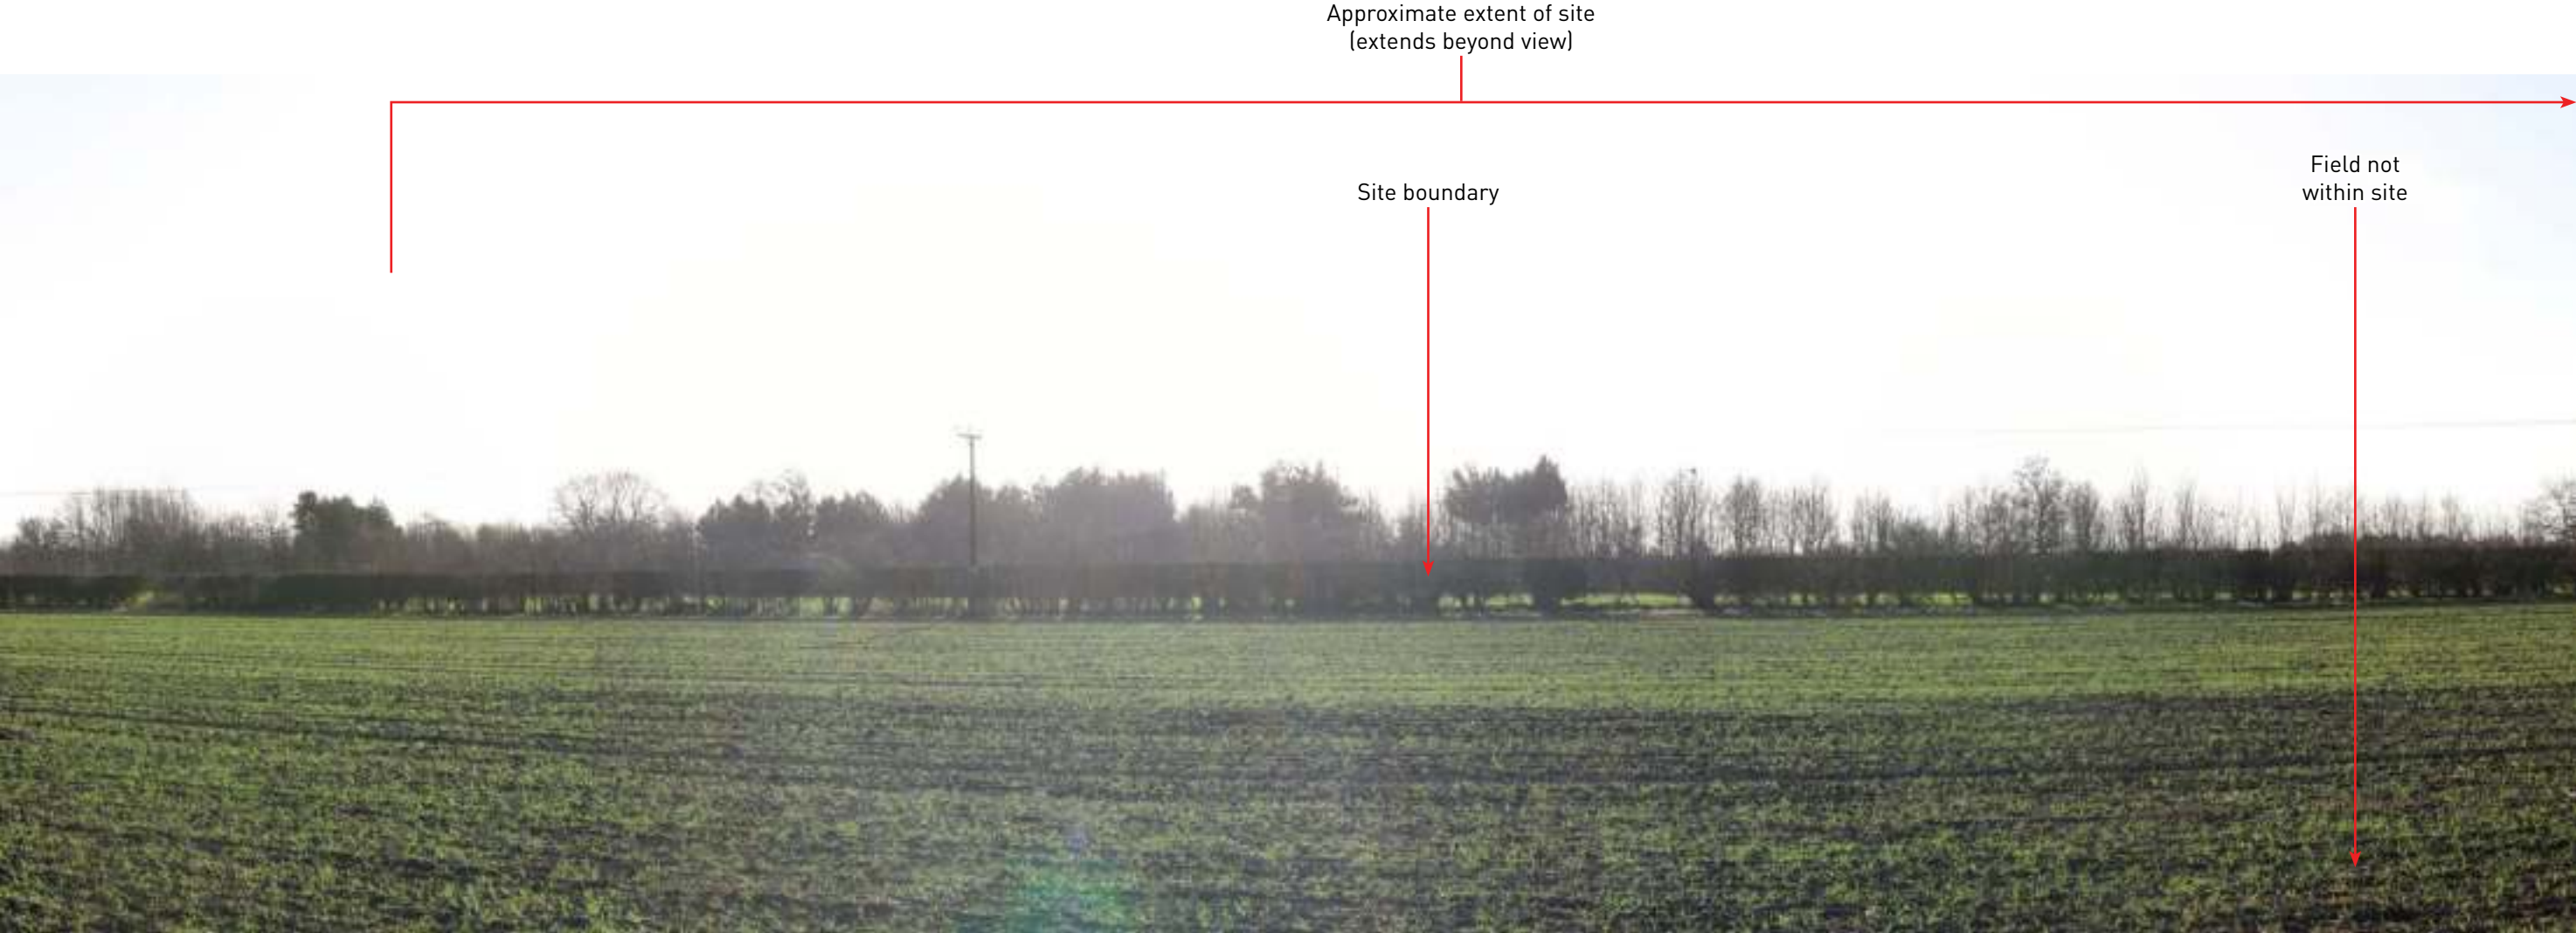 Approximate extent of site
(extends beyond view)
Site boundary
Field not
within site